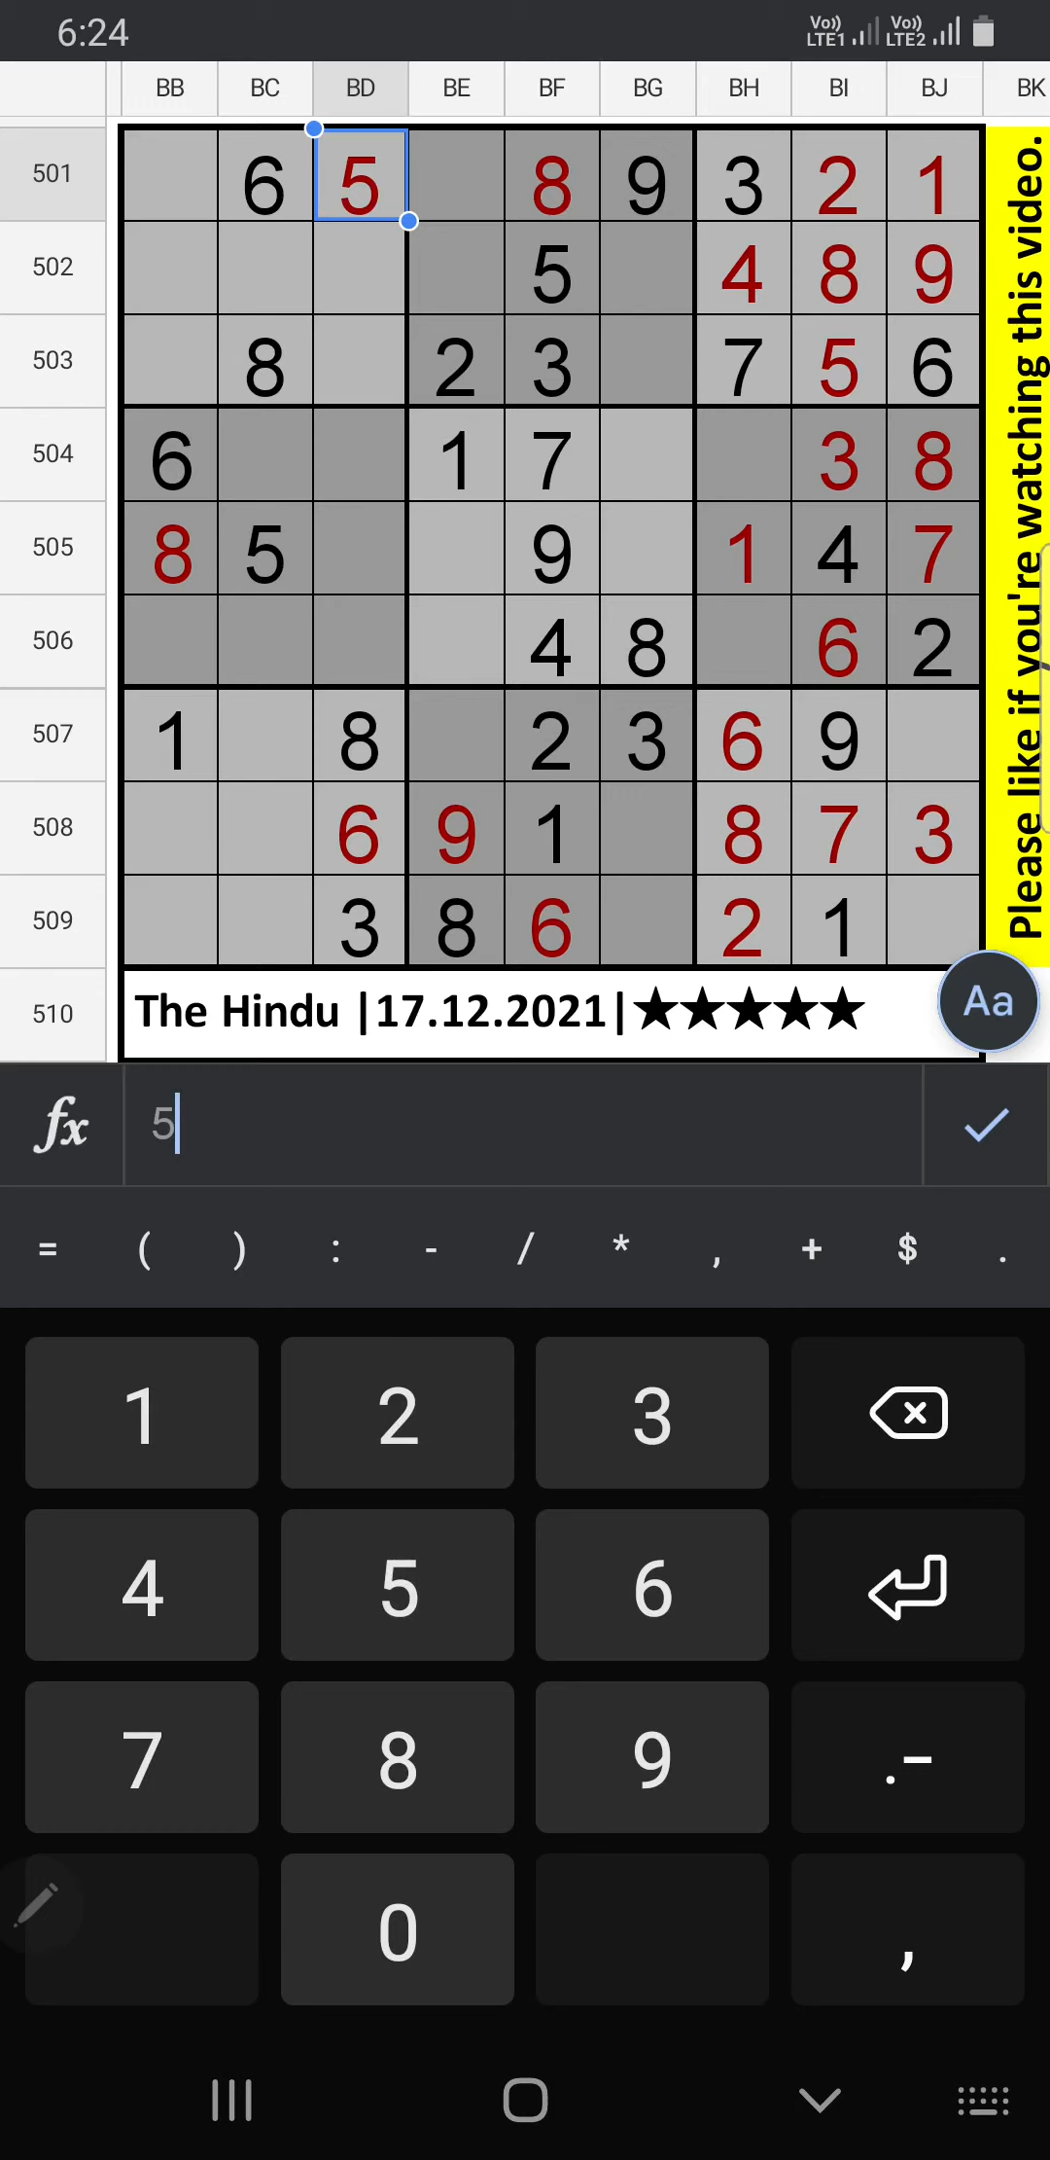 6:24
Vo)) LTE1 Vo)) LTE2
BB BC BD BE BF BG BH BI BJ BK
501 6 5 8 9 3 2 1
502 5 4 8 9
503 8 2 3 7 5 6
504 6 1 7 3 8
505 8 5 9 1 4 7
506 4 8 6 2
507 1 8 2 3 6 9
508 6 9 1 8 7 3
509 3 8 6 2 1
Please like if you're watching this video.
510 The Hindu |17.12.2021|★★★★★
Aa
fx 5
= ( ) : - / * , + $ .
1 2 3
4 5 6
7 8 9 .-
0 ,